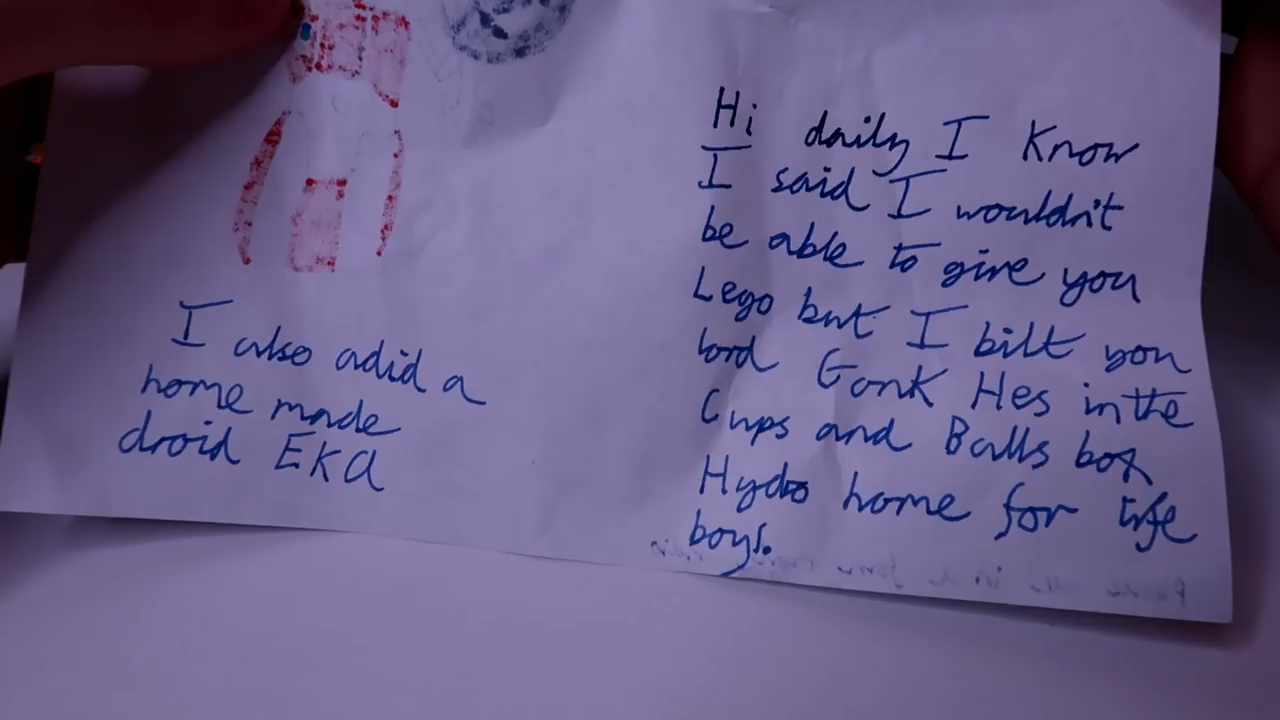 Hi daily I Know
I said I wouldn't
be able to give you
Lego but I bilt you
lord Gonk Hes in the
Cups and Balls box
Hydro home for life
boys.
I also adid a
home made
droid EKA